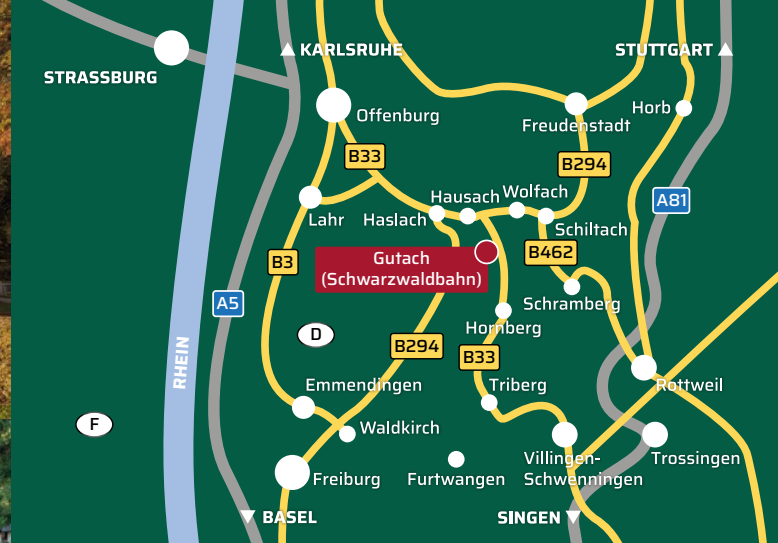 KARLSRUHE
STUTTGART
STRASSBURG
Offenburg
Horb
Freudenstadt
B33
B294
Hausach
Wolfach
A81
Lahr
Haslach
Schiltach
B3
Gutach
(Schwarzwaldbahn)
B462
A5
Schramberg
D
Hornberg
RHEIN
B294
B33
Emmendingen
Triberg
Rottweil
F
Waldkirch
Villingen-
Schwenningen
Trossingen
Freiburg
Furtwangen
BASEL
SINGEN